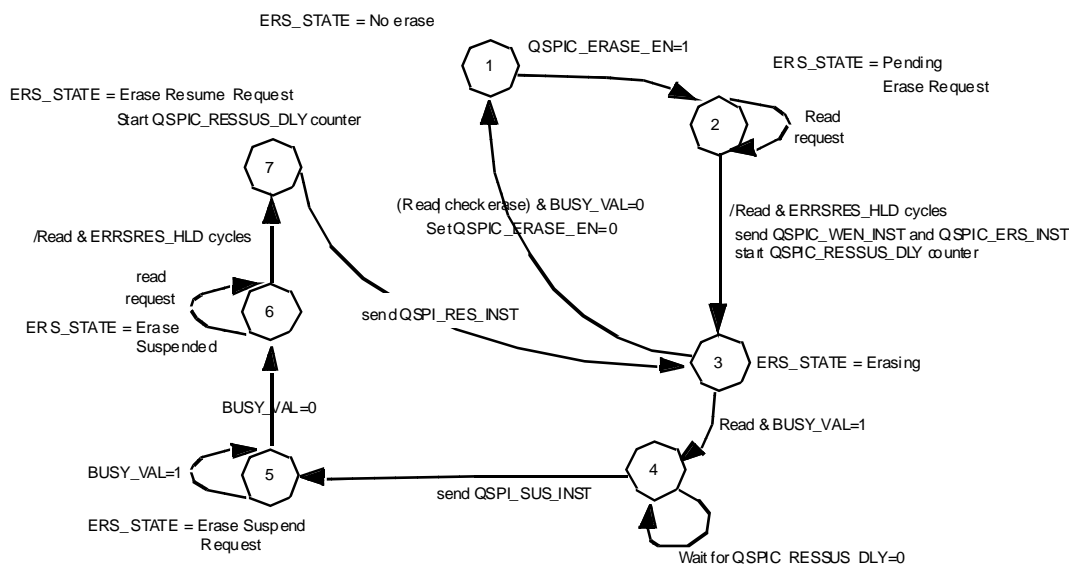 ERS_STATE = No erase
1
QSPIC_ERASE_EN=1
ERS_STATE = Pending
Erase Request
2
Read
request
ERS_STATE = Erase Resume Request
Start QSPIC_RESSUS_DLY counter
7
(Read|check erase) & BUSY_VAL=0
Set QSPIC_ERASE_EN=0
/Read & ERRSRES_HLD cycles
send QSPIC_WEN_INST and QSPIC_ERS_INST
start QSPIC_RESSUS_DLY counter
/Read & ERRSRES_HLD cycles
read
request
6
ERS_STATE = Erase
Suspended
send QSPI_RES_INST
3
ERS_STATE = Erasing
BUSY_VAL=0
Read & BUSY_VAL=1
BUSY_VAL=1
5
send QSPI_SUS_INST
4
ERS_STATE = Erase Suspend
Request
Wait for QSPIC_RESSUS_DLY=0